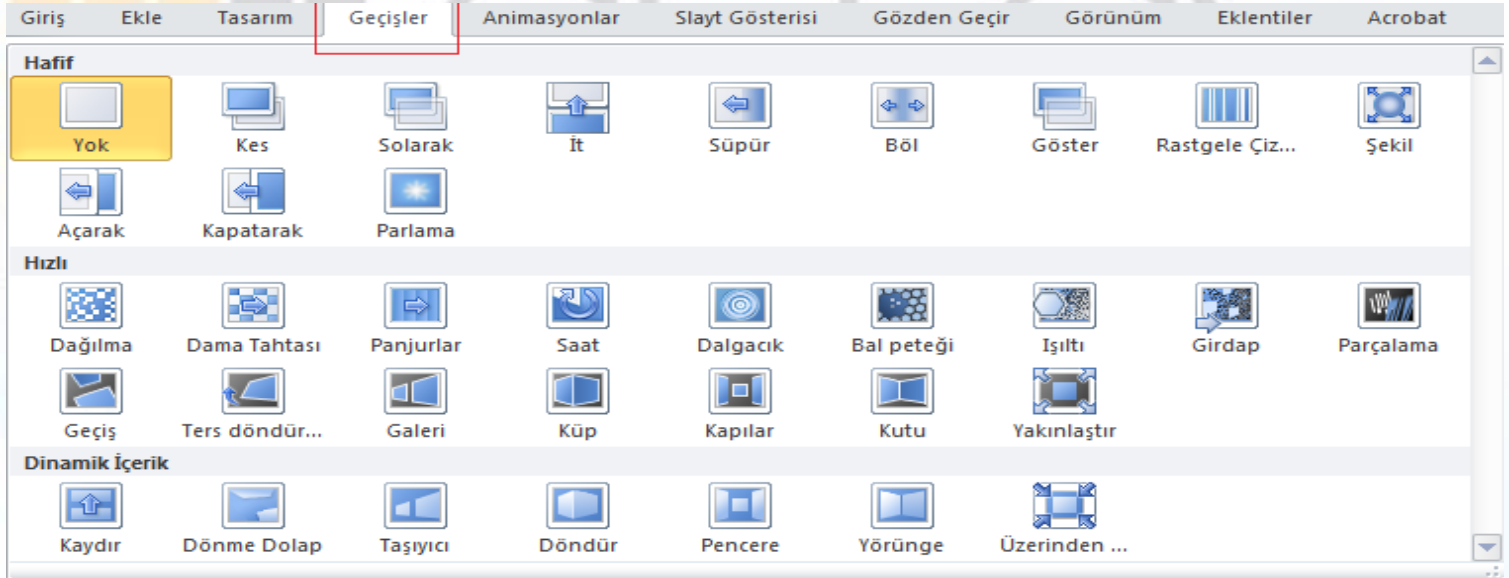 Giriş Ekle Tasarım Geçişler Animasyonlar Slayt Gösterisi Gözden Geçir Görünüm Eklentiler Acrobat
Hafif
Yok Kes Solarak İt Süpür Böl Göster Rastgele Çiz... Şekil
Açarak Kapatarak Parlama
Hızlı
Dağılma Dama Tahtası Panjurlar Saat Dalgacık Bal peteği Işıltı Girdap Parçalama
Geçiş Ters döndür... Galeri Küp Kapılar Kutu Yakınlaştır
Dinamik İçerik
Kaydır Dönme Dolap Taşıyıcı Döndür Pencere Yörünge Üzerinden ...